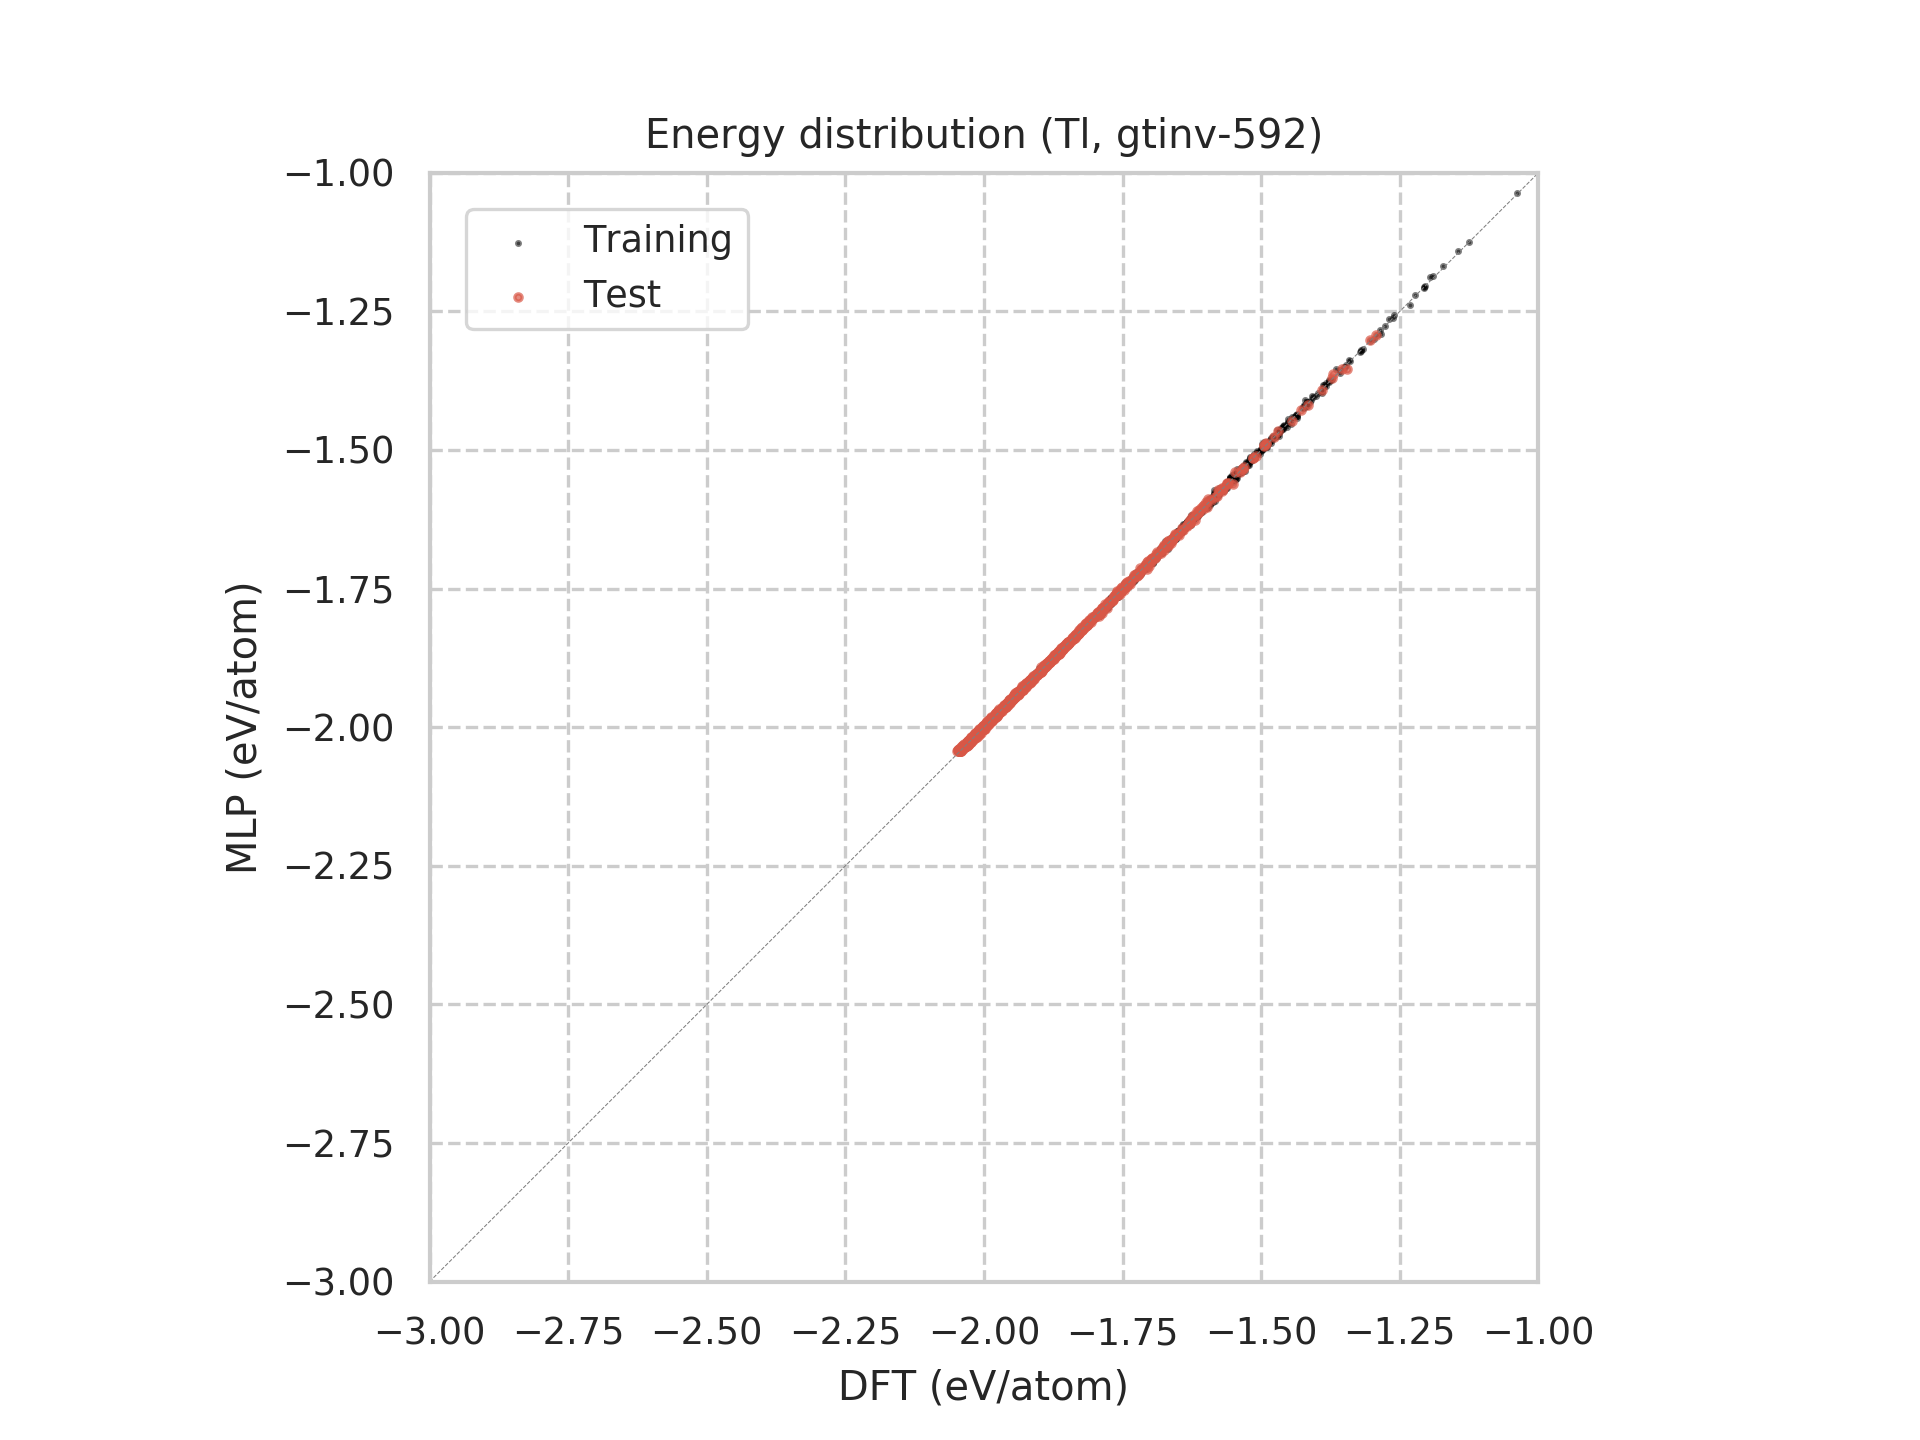 Energy distribution (Tl, gtinv-592)
Training
Test
−1.00
−1.25
−1.50
−1.75
−2.00
−2.25
−2.50
−2.75
−3.00
MLP (eV/atom)
−3.00 −2.75 −2.50 −2.25 −2.00 −1.75 −1.50 −1.25 −1.00
DFT (eV/atom)